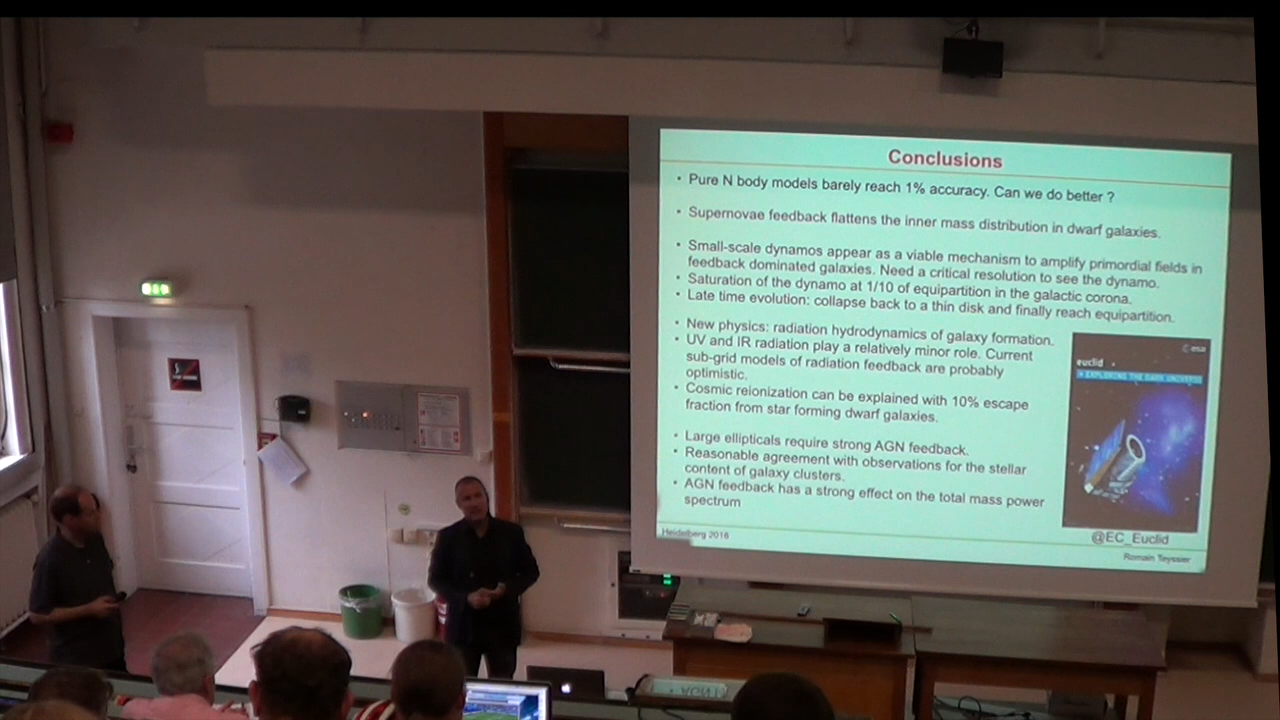 Conclusions
• Pure N body models barely reach 1% accuracy. Can we do better ?
• Supernovae feedback flattens the inner mass distribution in dwarf galaxies.
• Small-scale dynamos appear as a viable mechanism to amplify primordial fields in
feedback dominated galaxies. Need a critical resolution to see the dynamo.
• Saturation of the dynamo at 1/10 of equipartition in the galactic corona.
• Late time evolution: collapse back to a thin disk and finally reach equipartition.
• New physics: radiation hydrodynamics of galaxy formation.
• UV and IR radiation play a relatively minor role. Current
sub-grid models of radiation feedback are probably
optimistic.
• Cosmic reionization can be explained with 10% escape
fraction from star forming dwarf galaxies.
• Large ellipticals require strong AGN feedback.
• Reasonable agreement with observations for the stellar
content of galaxy clusters.
• AGN feedback has a strong effect on the total mass power
spectrum
esa
euclid
EXPLORING THE DARK UNIVERSE
@EC_Euclid
Heidelberg 2016
Romain Teyssier